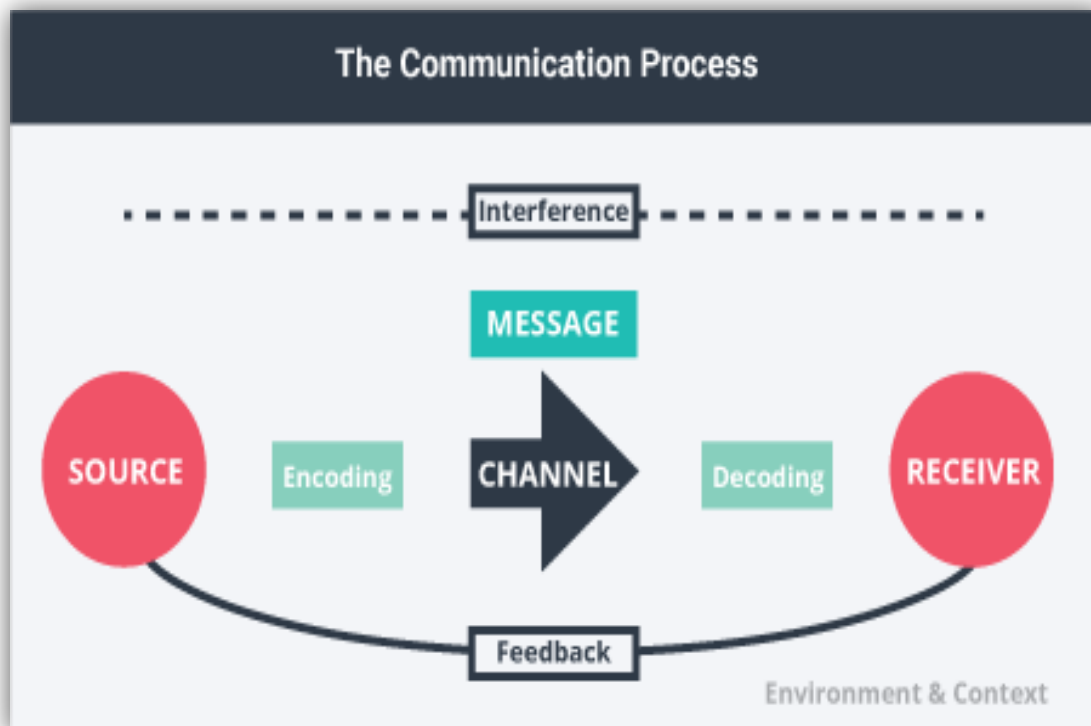 The Communication Process
Interference
MESSAGE
SOURCE
Encoding
CHANNEL
Decoding
RECEIVER
Feedback
Environment & Context